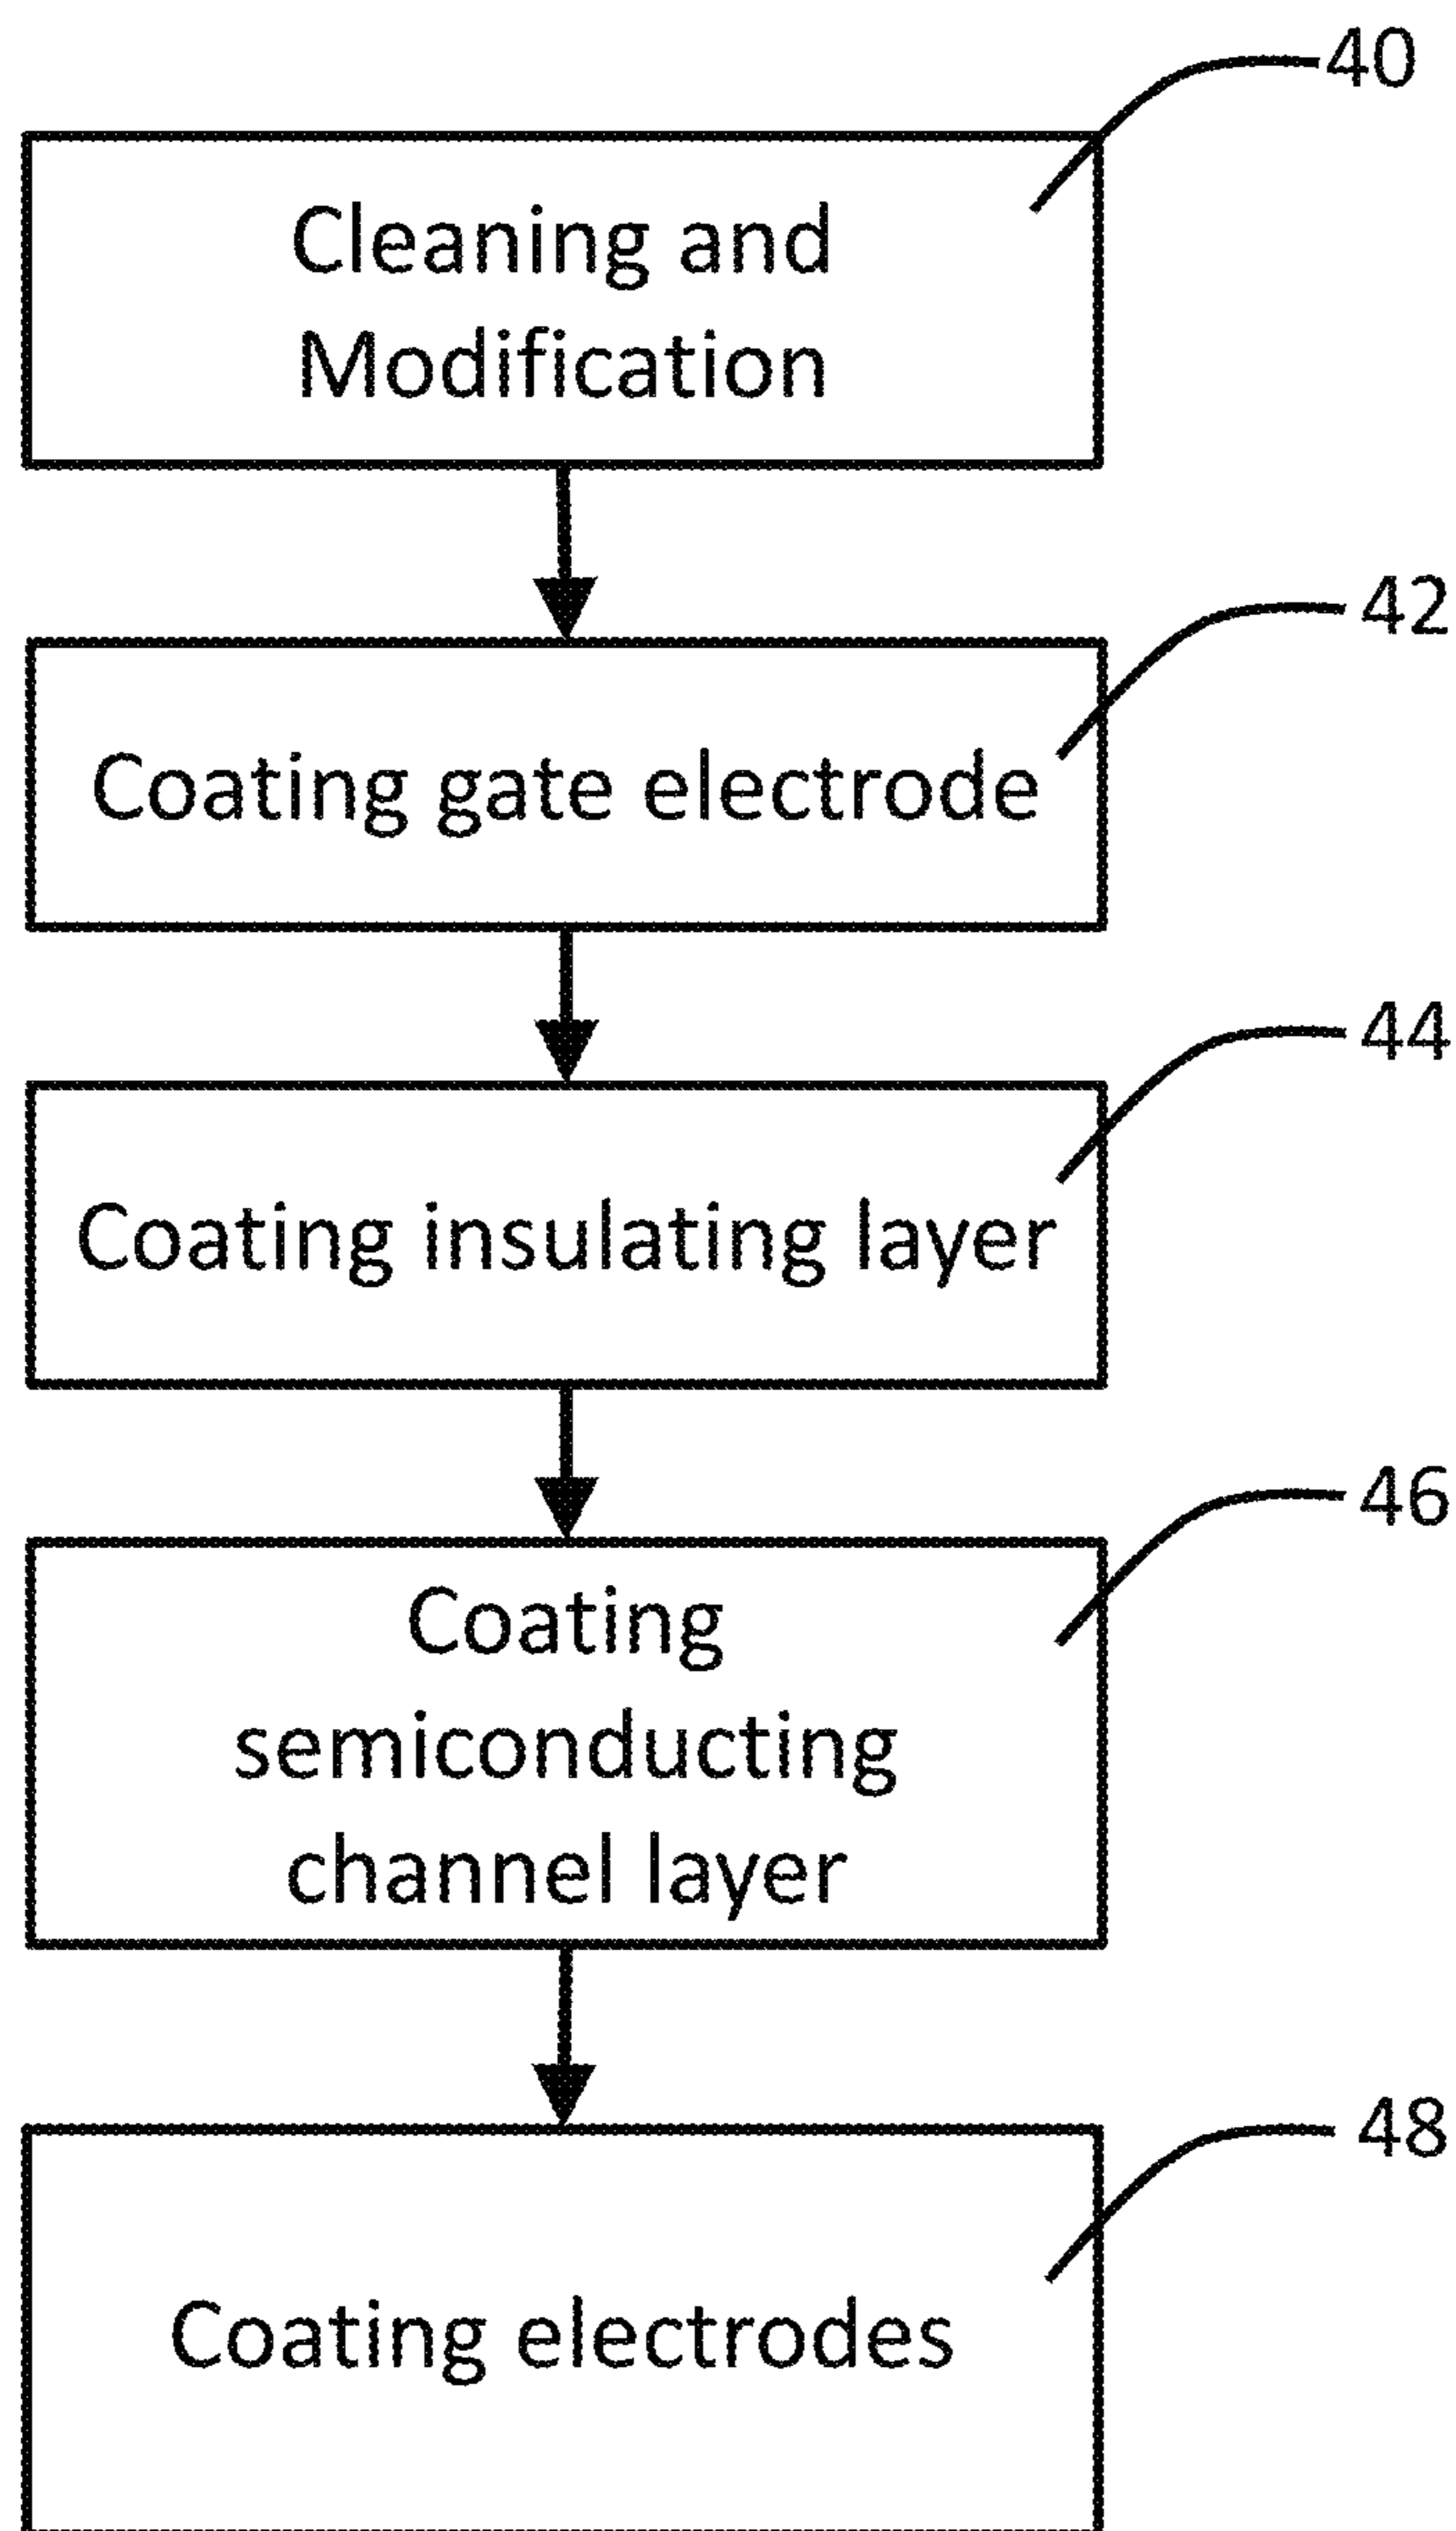 40
Cleaning and
Modification
42
Coating gate electrode
44
Coating insulating layer
46
Coating
semiconducting
channel layer
48
Coating electrodes